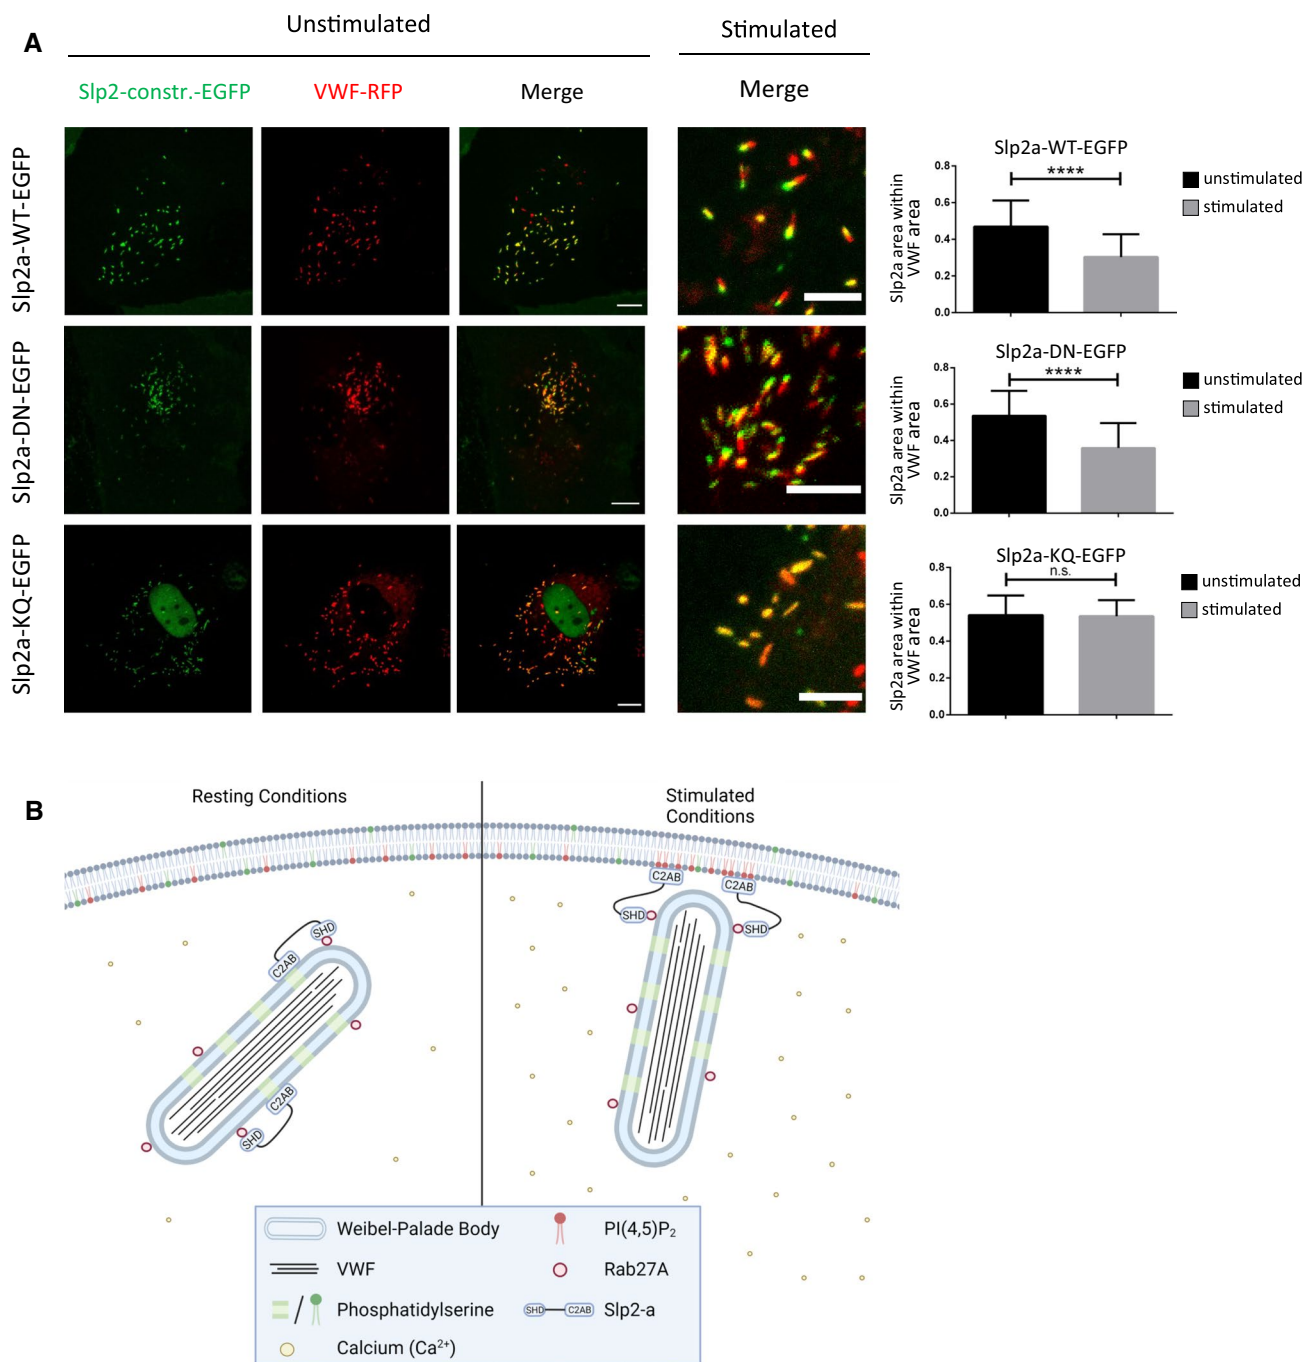 A
Unstimulated
Stimulated
Slp2-constr.-EGFP
VWF-RFP
Merge
Merge
Slp2a-WT-EGFP
Slp2a-WT-EGFP
****
Slp2a area within
VWF area
0.8
0.6
0.4
0.2
0.0
unstimulated
stimulated
Slp2a-DN-EGFP
Slp2a-DN-EGFP
****
Slp2a area within
VWF area
0.8
0.6
0.4
0.2
0.0
unstimulated
stimulated
Slp2a-KQ-EGFP
Slp2a-KQ-EGFP
n.s.
Slp2a area within
VWF area
0.8
0.6
0.4
0.2
0.0
unstimulated
stimulated
B
Resting Conditions
Stimulated
Conditions
C2AB
C2AB
SHD
SHD
SHD
C2AB
C2AB
SHD
Weibel-Palade Body
PI(4,5)P₂
VWF
Rab27A
Phosphatidylserine
SHD
C2AB
Slp2-a
Calcium (Ca²⁺)